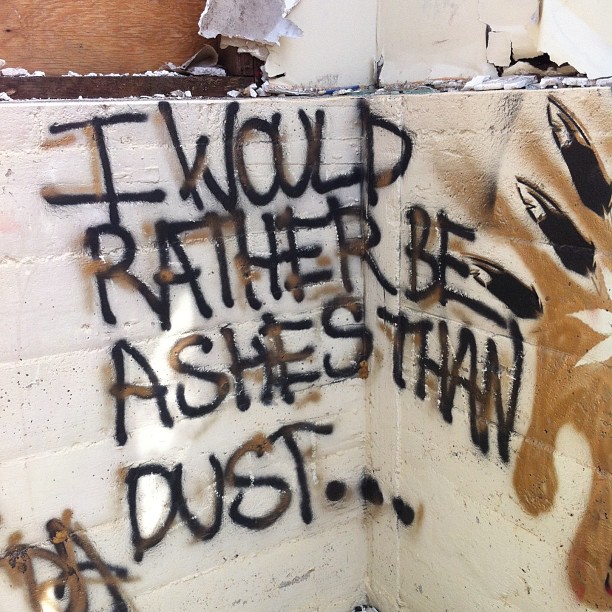 I WOULD
RATHER BE
ASHES THAN
DUST....